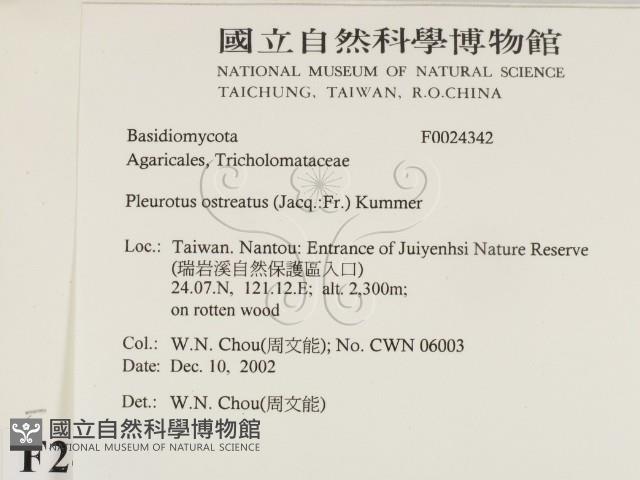 國立自然科學博物館
NATIONAL MUSEUM OF NATURAL SCIENCE
TAICHUNG, TAIWAN, R.O.CHINA
Basidiomycota F0024342
Agaricales, Tricholomataceae
Pleurotus ostreatus (Jacq.:Fr.) Kummer
Loc.: Taiwan. Nantou: Entrance of Juiyenhsi Nature Reserve
(瑞岩溪自然保護區入口)
24.07.N, 121.12.E; alt. 2,300m;
on rotten wood
Col.: W.N. Chou(周文能); No. CWN 06003
Date: Dec. 10, 2002
Det.: W.N. Chou(周文能)
國立自然科學博物館
NATIONAL MUSEUM OF NATURAL SCIENCE
F2